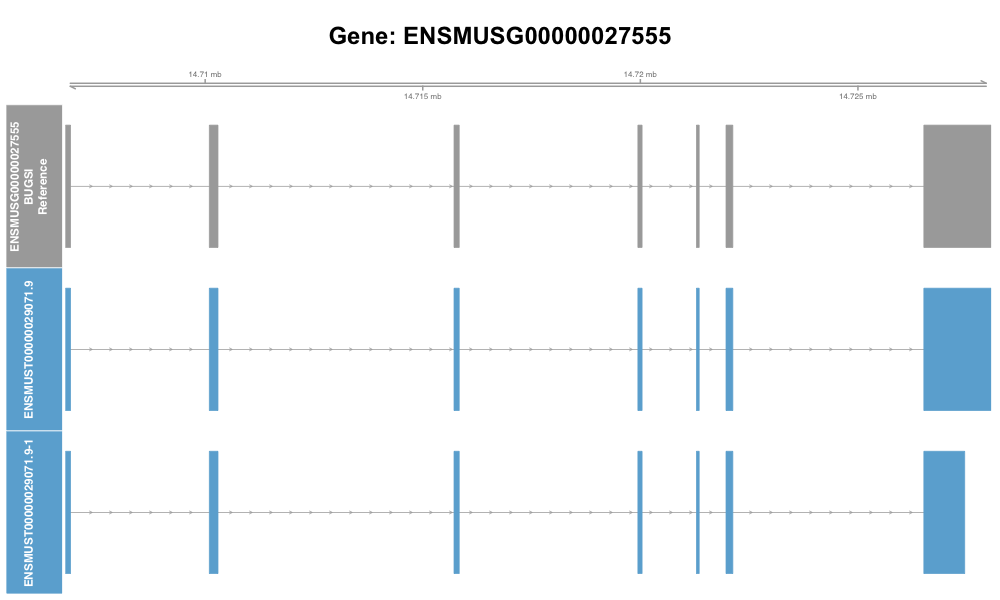 Gene: ENSMUSG00000027555
14.71 mb
14.72 mb
14.715 mb
14.725 mb
ENSMUSG00000027555
BUGSI
Reference
ENSMUST00000029071.9
ENSMUST00000029071.9-1